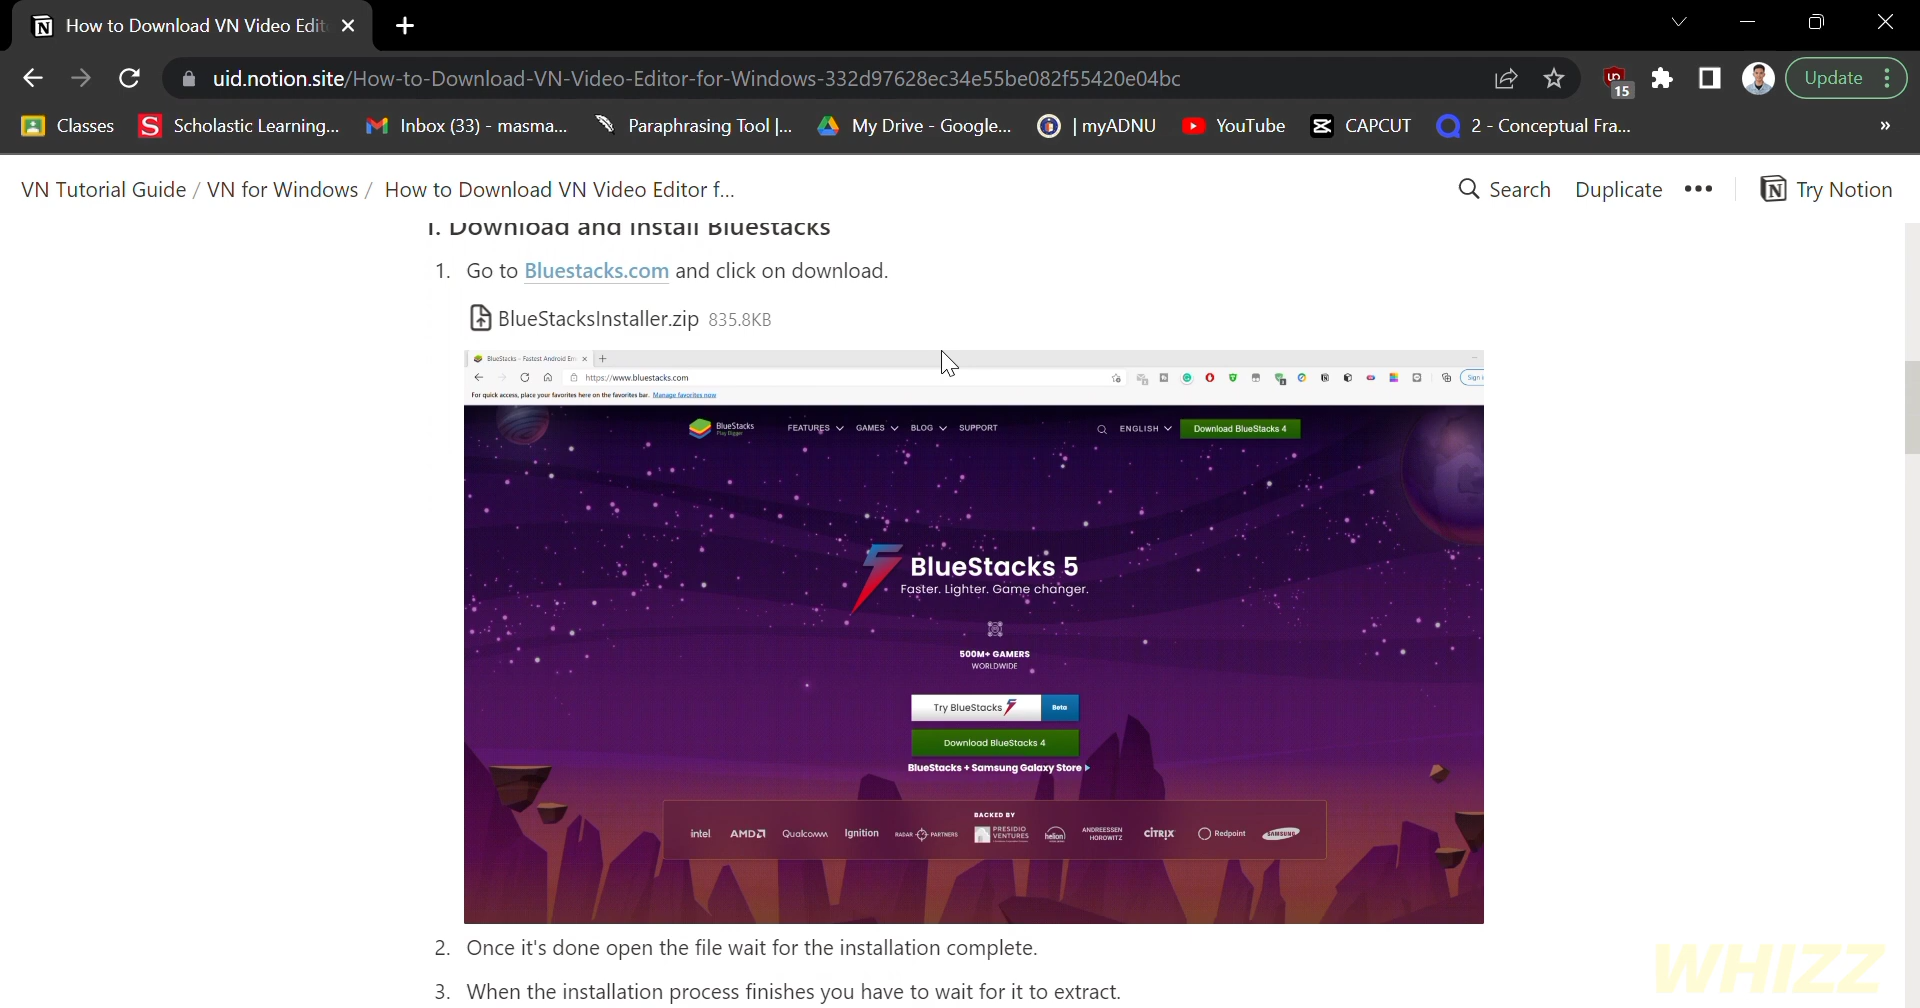 How to Download VN Video Edit
uid.notion.site/How-to-Download-VN-Video-Editor-for-Windows-332d97628ec34e55be082f55420e04bc
15
Update
Classes
Scholastic Learning...
Inbox (33) - masma...
Paraphrasing Tool |...
My Drive - Google...
| myADNU
YouTube
CAPCUT
2 - Conceptual Fra...
»
VN Tutorial Guide / VN for Windows / How to Download VN Video Editor f...
Search
Duplicate
Try Notion
1. Download and Install Bluestacks
1. Go to Bluestacks.com and click on download.
BlueStacksInstaller.zip 835.8KB
BlueStacks - Fastest Android Em
https://www.bluestacks.com
Sign i
For quick access, place your favorites here on the favorites bar. Manage favorites now
BlueStacks
Play Bigger
FEATURES
GAMES
BLOG
SUPPORT
ENGLISH
Download BlueStacks 4
BlueStacks 5
Faster. Lighter. Game changer.
500M+ GAMERS
WORLDWIDE
Try BlueStacks 5
Beta
Download BlueStacks 4
BlueStacks + Samsung Galaxy Store
BACKED BY
intel
AMD
Qualcomm
Ignition
RADAR PARTNERS
PRESIDIO
VENTURES
helion
ANDREESSEN
HOROWITZ
CITRIX
Redpoint
SAMSUNG
2. Once it's done open the file wait for the installation complete.
3. When the installation process finishes you have to wait for it to extract.
WHIZZ